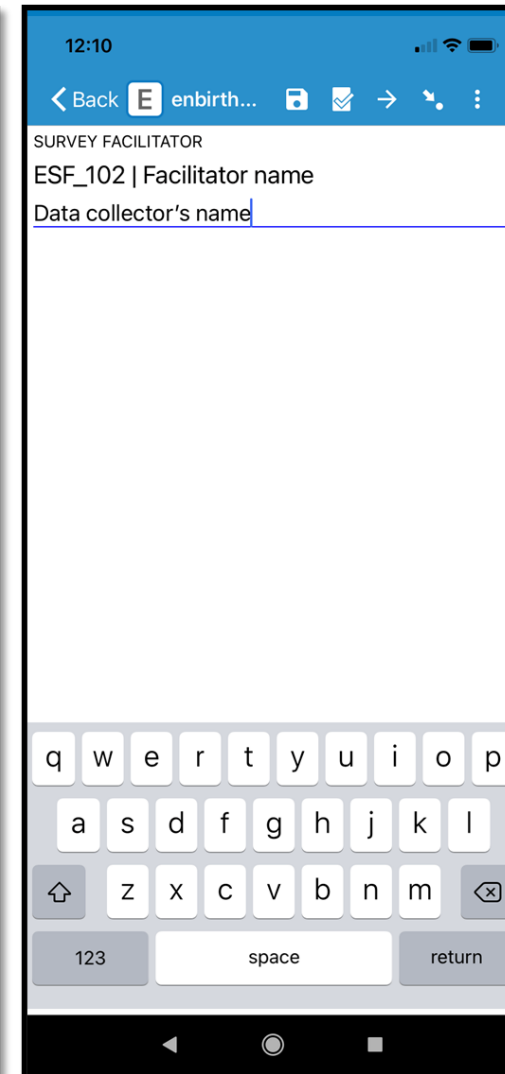 12:10
Back E enbirth...
SURVEY FACILITATOR
ESF_102 | Facilitator name
Data collector’s name
q w e r t y u i o p
a s d f g h j k l
z x c v b n m
123 space return